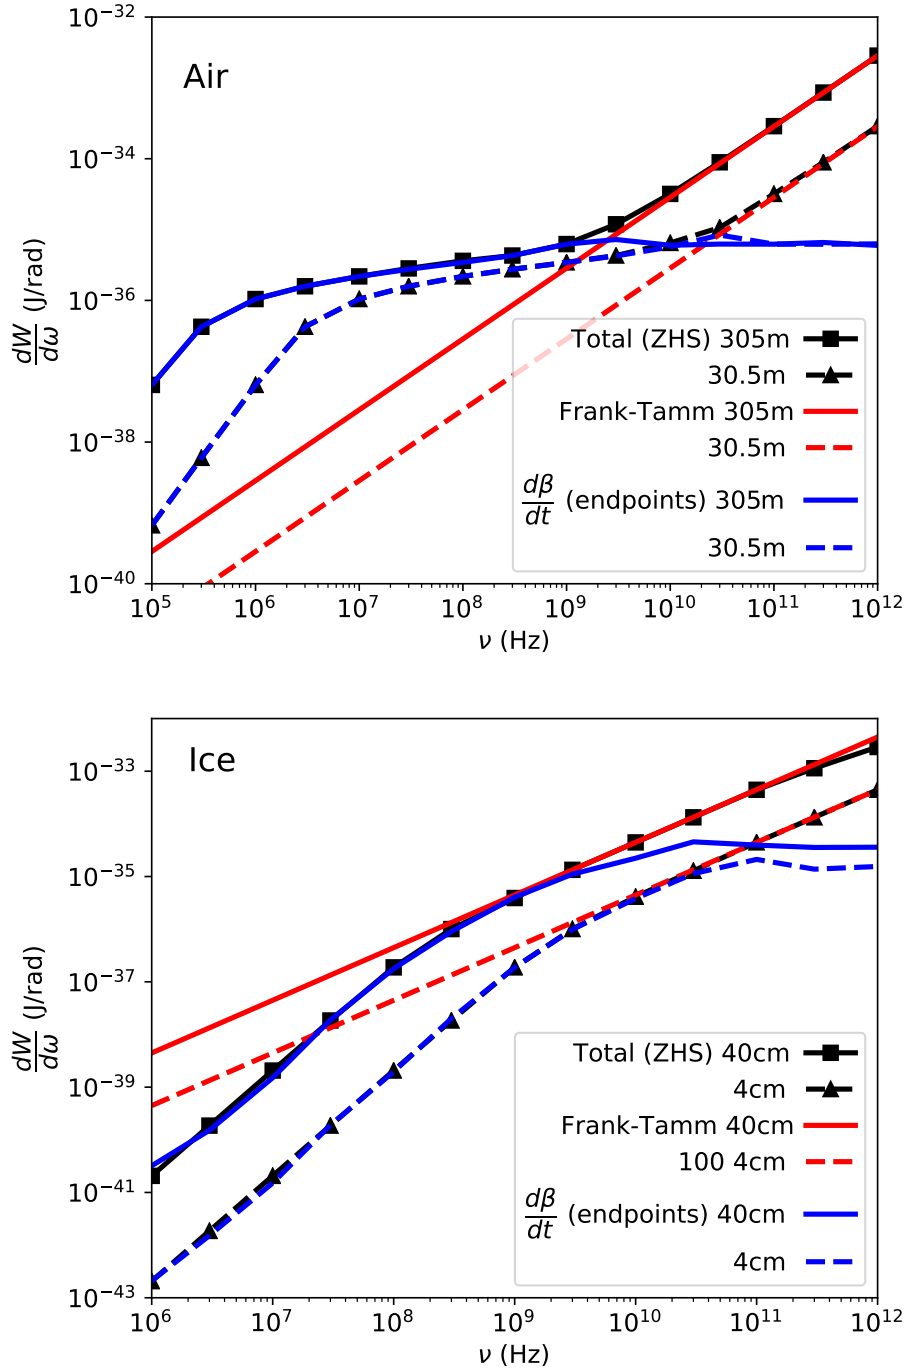 Air
10^-32
10^-34
10^-36
10^-38
10^-40
dW/dω (J/rad)
Total (ZHS) 305m
30.5m
Frank-Tamm 305m
30.5m
dβ/dt (endpoints) 305m
30.5m
10^5 10^6 10^7 10^8 10^9 10^10 10^11 10^12
ν (Hz)
Ice
10^-33
10^-35
10^-37
10^-39
10^-41
10^-43
dW/dω (J/rad)
Total (ZHS) 40cm
4cm
Frank-Tamm 40cm
100 4cm
dβ/dt (endpoints) 40cm
4cm
10^6 10^7 10^8 10^9 10^10 10^11 10^12
ν (Hz)